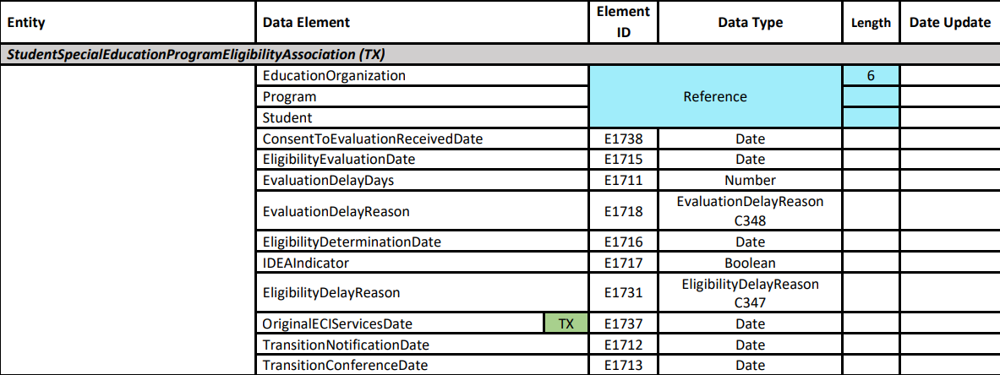 Entity Data Element Element ID Data Type Length Date Update
StudentSpecialEducationProgramEligibilityAssociation (TX)
EducationOrganization Reference 6
Program
Student
ConsentToEvaluationReceivedDate E1738 Date
EligibilityEvaluationDate E1715 Date
EvaluationDelayDays E1711 Number
EvaluationDelayReason E1718 EvaluationDelayReason C348
EligibilityDeterminationDate E1716 Date
IDEAIndicator E1717 Boolean
EligibilityDelayReason E1731 EligibilityDelayReason C347
OriginalECIServicesDate TX E1737 Date
TransitionNotificationDate E1712 Date
TransitionConferenceDate E1713 Date